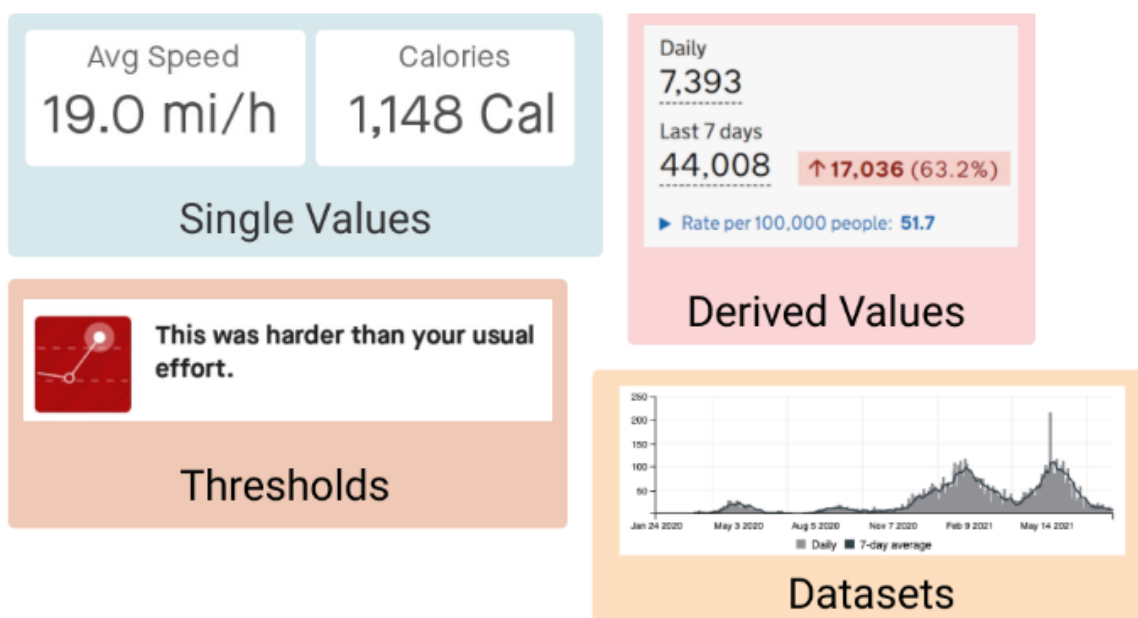 Avg Speed
19.0 mi/h
Calories
1,148 Cal
Single Values
Daily
7,393
Last 7 days
44,008 ↑17,036 (63.2%)
▶ Rate per 100,000 people: 51.7
Derived Values
This was harder than your usual
effort.
Thresholds
250
200
150
100
50
Jan 24 2020 May 3 2020 Aug 5 2020 Nov 7 2020 Feb 9 2021 May 14 2021
Daily 7-day average
Datasets